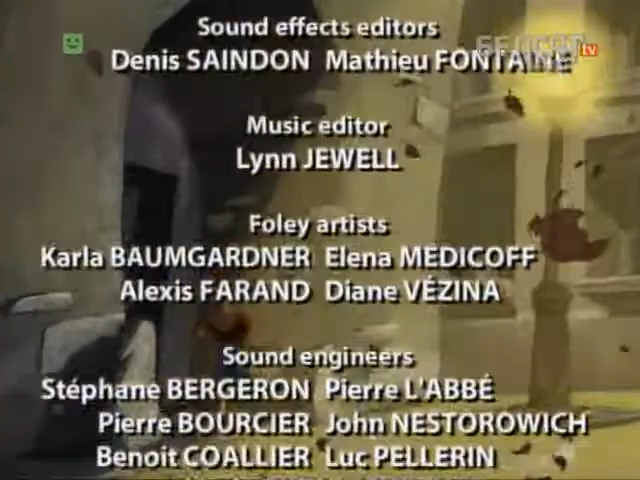 Sound effects editors
Denis SAINDON Mathieu FONTAINE
Music editor
Lynn JEWELL
Foley artists
Karla BAUMGARDNER Elena MEDICOFF
Alexis FARAND Diane VÉZINA
Sound engineers
Stéphane BERGERON Pierre L'ABBÉ
Pierre BOURCIER John NESTOROWICH
Benoit COALLIER Luc PELLERIN
tv